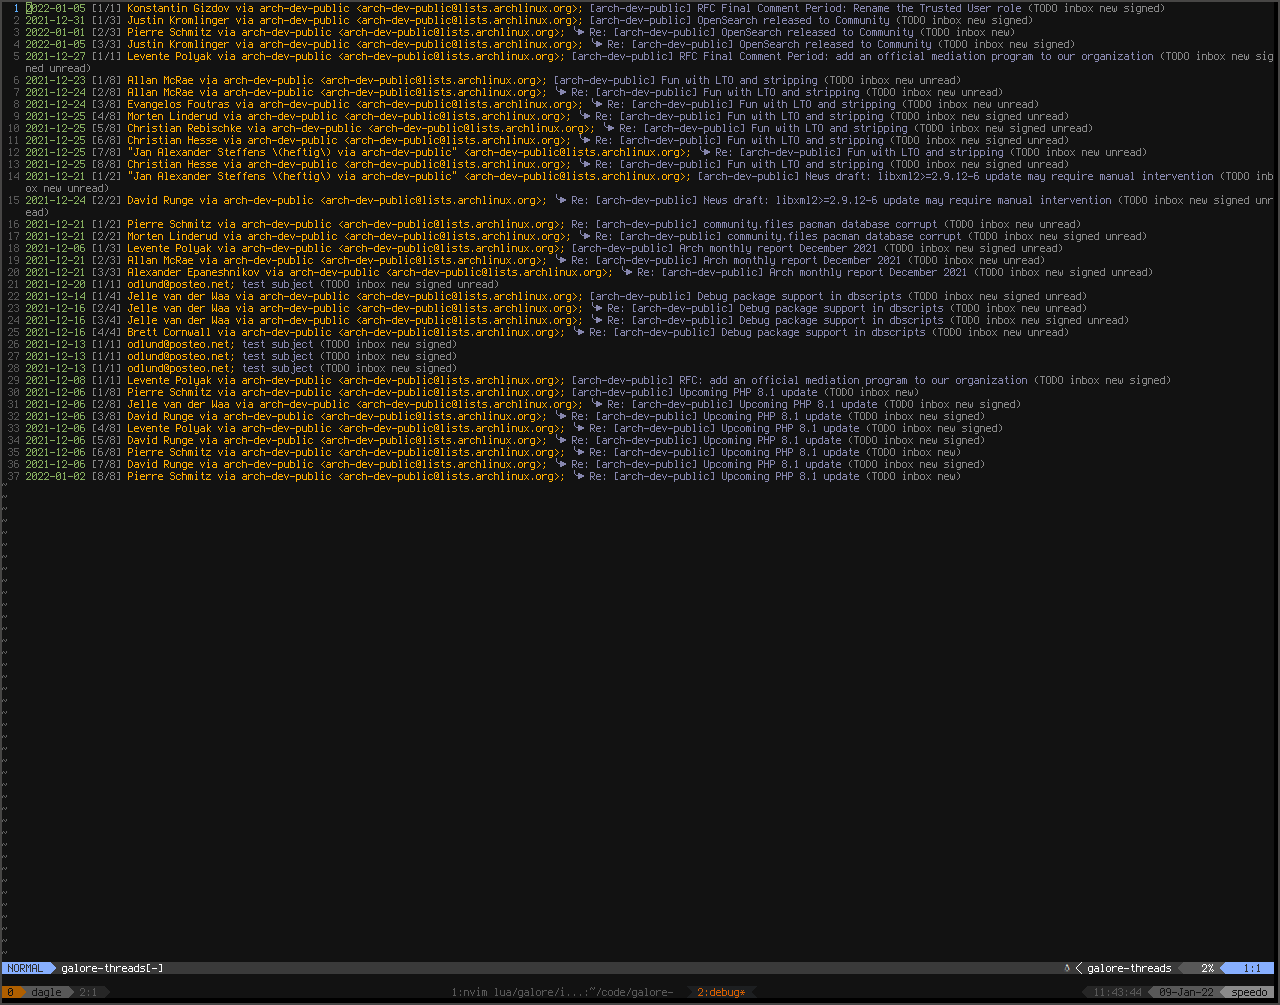 1 2022-01-05 [1/1] Konstantin Gizdov via arch-dev-public <arch-dev-public@lists.archlinux.org>; [arch-dev-public] RFC Final Comment Period: Rename the Trusted User role (TODO inbox new signed)
2 2021-12-31 [1/3] Justin Kromlinger via arch-dev-public <arch-dev-public@lists.archlinux.org>; [arch-dev-public] OpenSearch released to Community (TODO inbox new signed)
3 2022-01-01 [2/3] Pierre Schmitz via arch-dev-public <arch-dev-public@lists.archlinux.org>; ╰➤ Re: [arch-dev-public] OpenSearch released to Community (TODO inbox new)
4 2022-01-05 [3/3] Justin Kromlinger via arch-dev-public <arch-dev-public@lists.archlinux.org>; ╰➤ Re: [arch-dev-public] OpenSearch released to Community (TODO inbox new signed)
5 2021-12-27 [1/1] Levente Polyak via arch-dev-public <arch-dev-public@lists.archlinux.org>; [arch-dev-public] RFC Final Comment Period: add an official mediation program to our organization (TODO inbox new sig
ned unread)
6 2021-12-23 [1/8] Allan McRae via arch-dev-public <arch-dev-public@lists.archlinux.org>; [arch-dev-public] Fun with LTO and stripping (TODO inbox new unread)
7 2021-12-24 [2/8] Allan McRae via arch-dev-public <arch-dev-public@lists.archlinux.org>; ╰➤ Re: [arch-dev-public] Fun with LTO and stripping (TODO inbox new unread)
8 2021-12-24 [3/8] Evangelos Foutras via arch-dev-public <arch-dev-public@lists.archlinux.org>; ╰➤ Re: [arch-dev-public] Fun with LTO and stripping (TODO inbox new unread)
9 2021-12-25 [4/8] Morten Linderud via arch-dev-public <arch-dev-public@lists.archlinux.org>; ╰➤ Re: [arch-dev-public] Fun with LTO and stripping (TODO inbox new signed unread)
10 2021-12-25 [5/8] Christian Rebischke via arch-dev-public <arch-dev-public@lists.archlinux.org>; ╰➤ Re: [arch-dev-public] Fun with LTO and stripping (TODO inbox new signed unread)
11 2021-12-25 [6/8] Christian Hesse via arch-dev-public <arch-dev-public@lists.archlinux.org>; ╰➤ Re: [arch-dev-public] Fun with LTO and stripping (TODO inbox new signed unread)
12 2021-12-25 [7/8] "Jan Alexander Steffens \(heftig\) via arch-dev-public" <arch-dev-public@lists.archlinux.org>; ╰➤ Re: [arch-dev-public] Fun with LTO and stripping (TODO inbox new unread)
13 2021-12-25 [8/8] Christian Hesse via arch-dev-public <arch-dev-public@lists.archlinux.org>; ╰➤ Re: [arch-dev-public] Fun with LTO and stripping (TODO inbox new signed unread)
14 2021-12-21 [1/2] "Jan Alexander Steffens \(heftig\) via arch-dev-public" <arch-dev-public@lists.archlinux.org>; [arch-dev-public] News draft: libxml2>=2.9.12-6 update may require manual intervention (TODO inb
ox new unread)
15 2021-12-24 [2/2] David Runge via arch-dev-public <arch-dev-public@lists.archlinux.org>; ╰➤ Re: [arch-dev-public] News draft: libxml2>=2.9.12-6 update may require manual intervention (TODO inbox new signed unr
ead)
16 2021-12-21 [1/2] Pierre Schmitz via arch-dev-public <arch-dev-public@lists.archlinux.org>; Re: [arch-dev-public] community.files pacman database corrupt (TODO inbox new unread)
17 2021-12-21 [2/2] Morten Linderud via arch-dev-public <arch-dev-public@lists.archlinux.org>; ╰➤ Re: [arch-dev-public] community.files pacman database corrupt (TODO inbox new signed unread)
18 2021-12-06 [1/3] Levente Polyak via arch-dev-public <arch-dev-public@lists.archlinux.org>; [arch-dev-public] Arch monthly report December 2021 (TODO inbox new signed)
19 2021-12-21 [2/3] Allan McRae via arch-dev-public <arch-dev-public@lists.archlinux.org>; ╰➤ Re: [arch-dev-public] Arch monthly report December 2021 (TODO inbox new unread)
20 2021-12-21 [3/3] Alexander Epaneshnikov via arch-dev-public <arch-dev-public@lists.archlinux.org>; ╰➤ Re: [arch-dev-public] Arch monthly report December 2021 (TODO inbox new signed unread)
21 2021-12-20 [1/1] odlund@posteo.net; test subject (TODO inbox new signed unread)
22 2021-12-14 [1/4] Jelle van der Waa via arch-dev-public <arch-dev-public@lists.archlinux.org>; [arch-dev-public] Debug package support in dbscripts (TODO inbox new signed unread)
23 2021-12-16 [2/4] Jelle van der Waa via arch-dev-public <arch-dev-public@lists.archlinux.org>; ╰➤ Re: [arch-dev-public] Debug package support in dbscripts (TODO inbox new unread)
24 2021-12-16 [3/4] Jelle van der Waa via arch-dev-public <arch-dev-public@lists.archlinux.org>; ╰➤ Re: [arch-dev-public] Debug package support in dbscripts (TODO inbox new signed unread)
25 2021-12-16 [4/4] Brett Cornwall via arch-dev-public <arch-dev-public@lists.archlinux.org>; ╰➤ Re: [arch-dev-public] Debug package support in dbscripts (TODO inbox new signed unread)
26 2021-12-13 [1/1] odlund@posteo.net; test subject (TODO inbox new signed)
27 2021-12-13 [1/1] odlund@posteo.net; test subject (TODO inbox new signed)
28 2021-12-13 [1/1] odlund@posteo.net; test subject (TODO inbox new signed)
29 2021-12-08 [1/1] Levente Polyak via arch-dev-public <arch-dev-public@lists.archlinux.org>; [arch-dev-public] RFC: add an official mediation program to our organization (TODO inbox new signed)
30 2021-12-06 [1/8] Pierre Schmitz via arch-dev-public <arch-dev-public@lists.archlinux.org>; [arch-dev-public] Upcoming PHP 8.1 update (TODO inbox new)
31 2021-12-06 [2/8] Jelle van der Waa via arch-dev-public <arch-dev-public@lists.archlinux.org>; ╰➤ Re: [arch-dev-public] Upcoming PHP 8.1 update (TODO inbox new signed)
32 2021-12-06 [3/8] David Runge via arch-dev-public <arch-dev-public@lists.archlinux.org>; ╰➤ Re: [arch-dev-public] Upcoming PHP 8.1 update (TODO inbox new signed)
33 2021-12-06 [4/8] Levente Polyak via arch-dev-public <arch-dev-public@lists.archlinux.org>; ╰➤ Re: [arch-dev-public] Upcoming PHP 8.1 update (TODO inbox new signed)
34 2021-12-06 [5/8] David Runge via arch-dev-public <arch-dev-public@lists.archlinux.org>; ╰➤ Re: [arch-dev-public] Upcoming PHP 8.1 update (TODO inbox new signed)
35 2021-12-06 [6/8] Pierre Schmitz via arch-dev-public <arch-dev-public@lists.archlinux.org>; ╰➤ Re: [arch-dev-public] Upcoming PHP 8.1 update (TODO inbox new)
36 2021-12-06 [7/8] David Runge via arch-dev-public <arch-dev-public@lists.archlinux.org>; ╰➤ Re: [arch-dev-public] Upcoming PHP 8.1 update (TODO inbox new signed)
37 2022-01-02 [8/8] Pierre Schmitz via arch-dev-public <arch-dev-public@lists.archlinux.org>; ╰➤ Re: [arch-dev-public] Upcoming PHP 8.1 update (TODO inbox new)
NORMAL galore-threads[-] galore-threads 2% 1:1
0 dagle 2:1 1:nvim lua/galore/i...:~/code/galore- 2:debug* 11:43:44 09-Jan-22 speedo